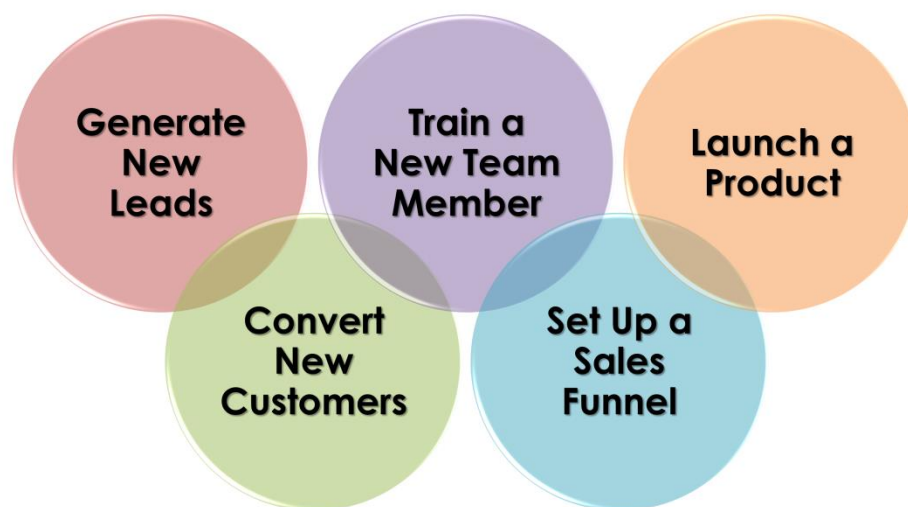 Generate
New
Leads
Train a
New Team
Member
Launch a
Product
Convert
New
Customers
Set Up a
Sales
Funnel